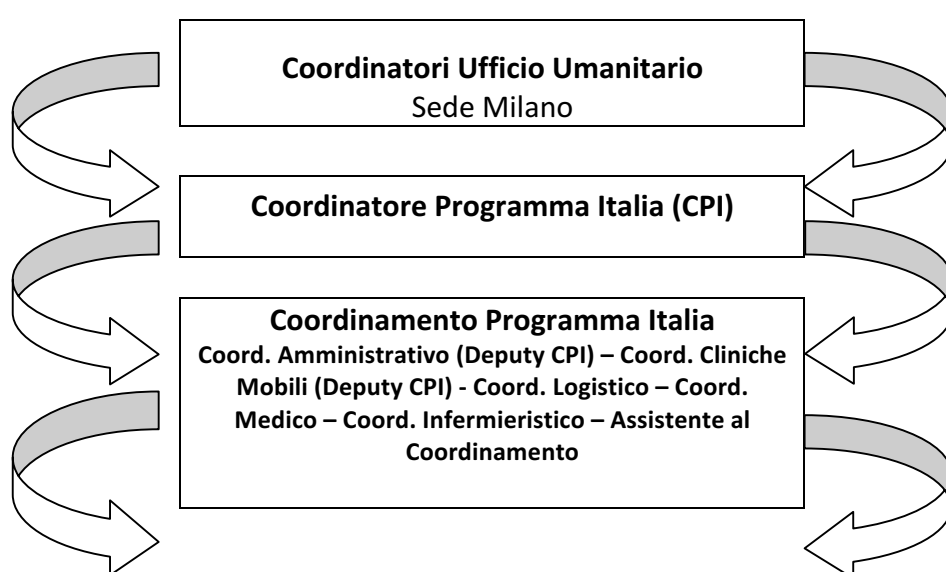 Coordinatori Ufficio Umanitario
Sede Milano
Coordinatore Programma Italia (CPI)
Coordinamento Programma Italia
Coord. Amministrativo (Deputy CPI) – Coord. Cliniche
Mobili (Deputy CPI) - Coord. Logistico – Coord.
Medico – Coord. Infermieristico – Assistente al
Coordinamento